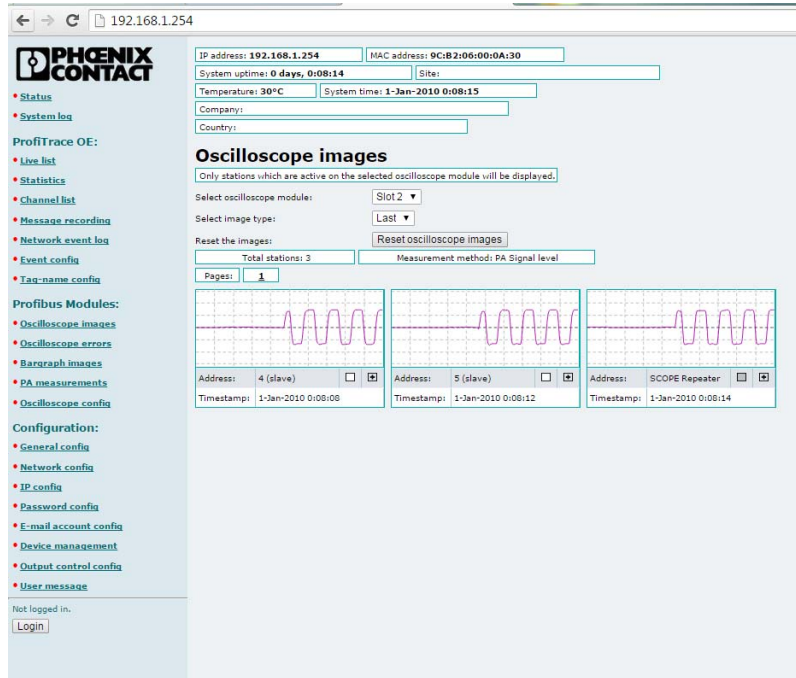 192.168.1.254
PHŒNIX
CONTACT
Status
System log
ProfiTrace OE:
Live list
Statistics
Channel list
Message recording
Network event log
Event config
Tag-name config
Profibus Modules:
Oscilloscope images
Oscilloscope errors
Bargraph images
PA measurements
Oscilloscope config
Configuration:
General config
Network config
IP config
Password config
E-mail account config
Device management
Output control config
User message
Not logged in.
Login
IP address: 192.168.1.254 MAC address: 9C:B2:06:00:0A:30
System uptime: 0 days, 0:08:14 Site:
Temperature: 30°C System time: 1-Jan-2010 0:08:15
Company:
Country:
Oscilloscope images
Only stations which are active on the selected oscilloscope module will be displayed.
Select oscilloscope module: Slot 2
Select image type: Last
Reset the images: Reset oscilloscope images
Total stations: 3 Measurement method: PA Signal level
Pages: 1
Address: 4 (slave) Address: 5 (slave) Address: SCOPE Repeater
Timestamp: 1-Jan-2010 0:08:08 Timestamp: 1-Jan-2010 0:08:12 Timestamp: 1-Jan-2010 0:08:14